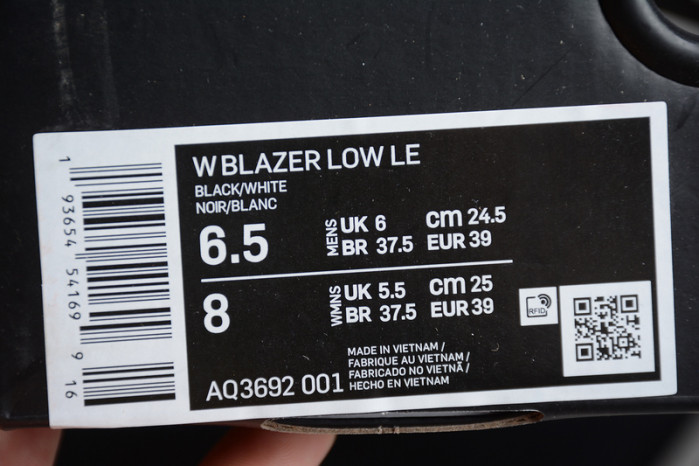 W BLAZER LOW LE
BLACK/WHITE
NOIR/BLANC
6.5
MENS
UK 6
cm 24.5
BR 37.5
EUR 39
8
WMNS
UK 5.5
cm 25
BR 37.5
EUR 39
RFID
AQ3692 001
MADE IN VIETNAM /
FABRIQUE AU VIETNAM /
FABRICADO NO VIETNÃ /
HECHO EN VIETNAM
1 93654 54169 9 16